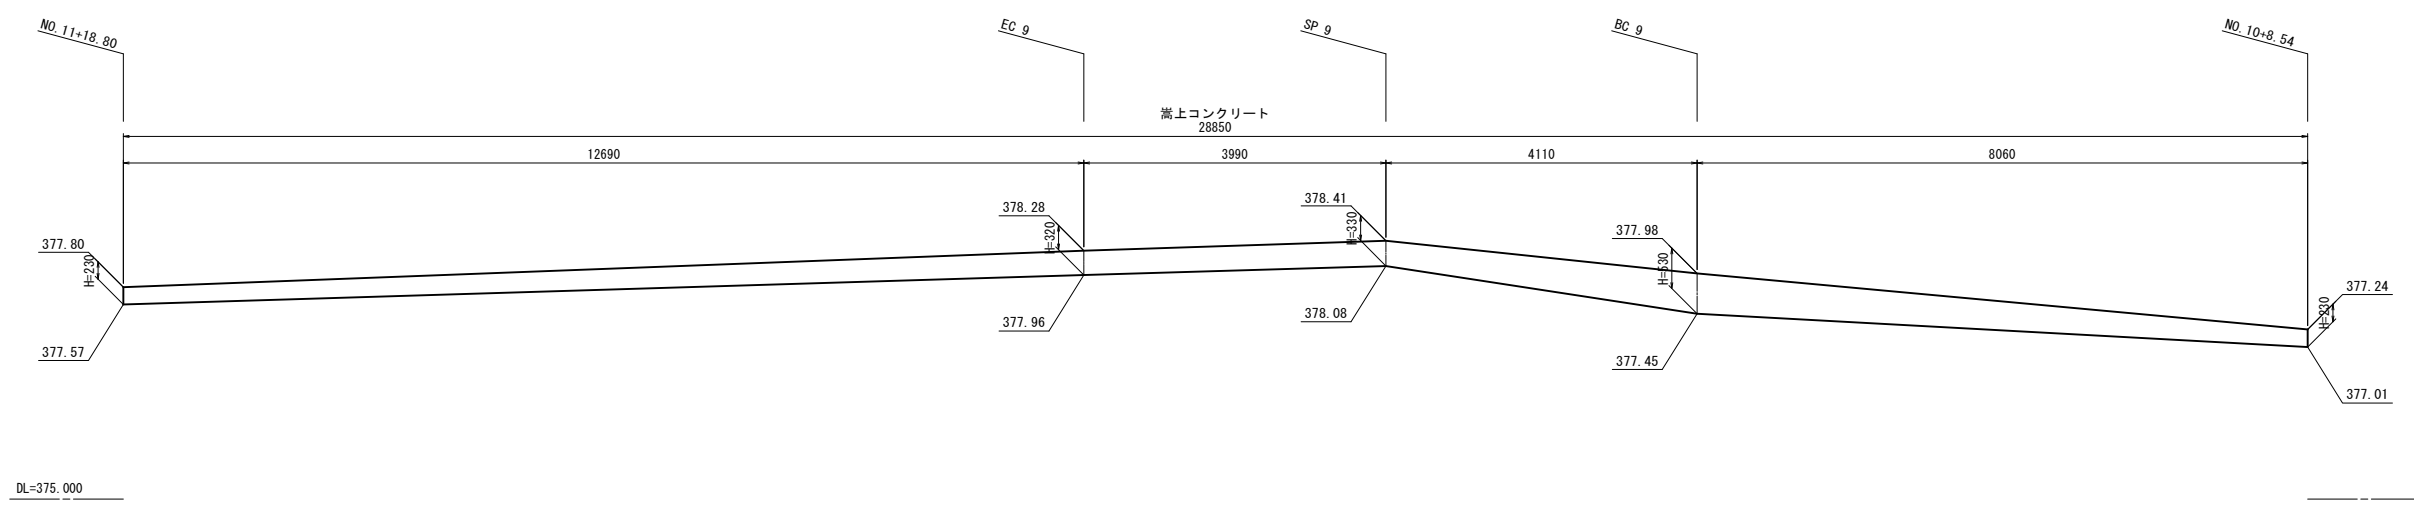 NO. 11+18. 80
EC 9
SP 9
BC 9
NO. 10+8. 54
嵩上コンクリート
28850
12690
3990
4110
8060
377. 80
H=230
377. 57
378. 28
H=320
377. 96
378. 41
H=330
378. 08
377. 98
H=530
377. 45
377. 24
H=230
377. 01
DL=375. 000